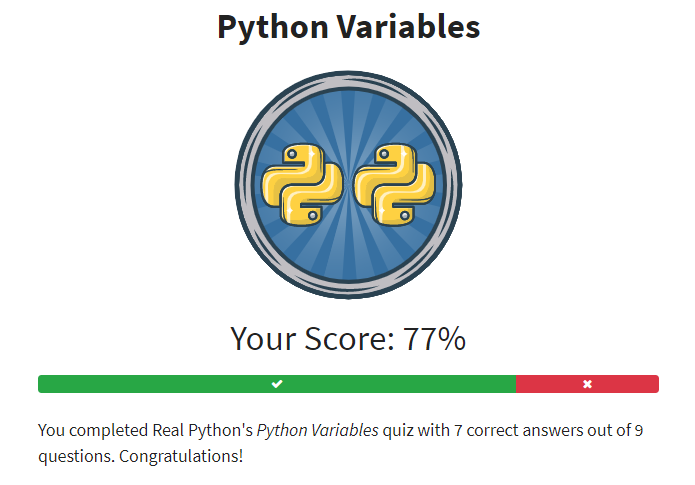 Python Variables
Your Score: 77%
You completed Real Python's Python Variables quiz with 7 correct answers out of 9
questions. Congratulations!